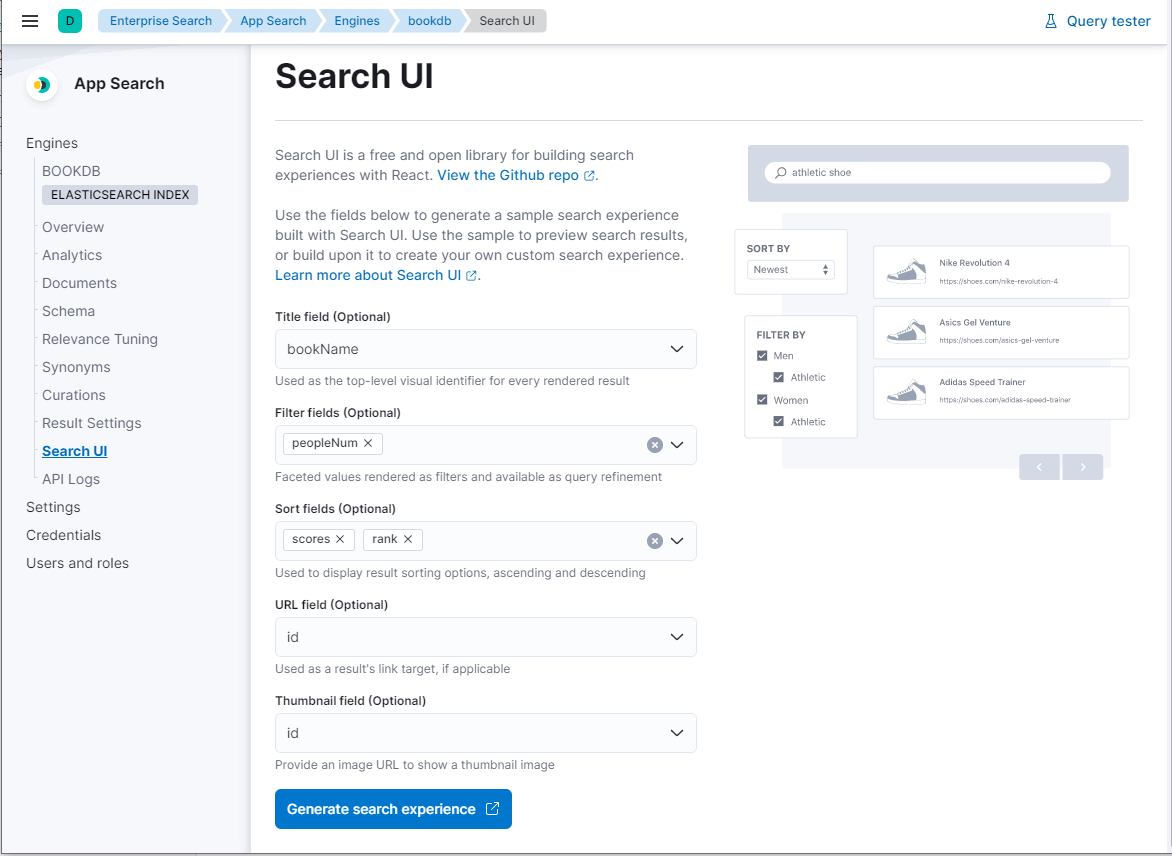 D
Enterprise Search
App Search
Engines
bookdb
Search UI
Query tester
App Search
Engines
BOOKDB
ELASTICSEARCH INDEX
Overview
Analytics
Documents
Schema
Relevance Tuning
Synonyms
Curations
Result Settings
Search UI
API Logs
Settings
Credentials
Users and roles
Search UI
Search UI is a free and open library for building search
experiences with React. View the Github repo.
Use the fields below to generate a sample search experience
built with Search UI. Use the sample to preview search results,
or build upon it to create your own custom search experience.
Learn more about Search UI.
Title field (Optional)
bookName
Used as the top-level visual identifier for every rendered result
Filter fields (Optional)
peopleNum
Faceted values rendered as filters and available as query refinement
Sort fields (Optional)
scores rank
Used to display result sorting options, ascending and descending
URL field (Optional)
id
Used as a result's link target, if applicable
Thumbnail field (Optional)
id
Provide an image URL to show a thumbnail image
Generate search experience
athletic shoe
SORT BY
Newest
FILTER BY
Men
Athletic
Women
Athletic
Nike Revolution 4
https://shoes.com/nike-revolution-4
Asics Gel Venture
https://shoes.com/asics-gel-venture
Adidas Speed Trainer
https://shoes.com/adidas-speed-trainer